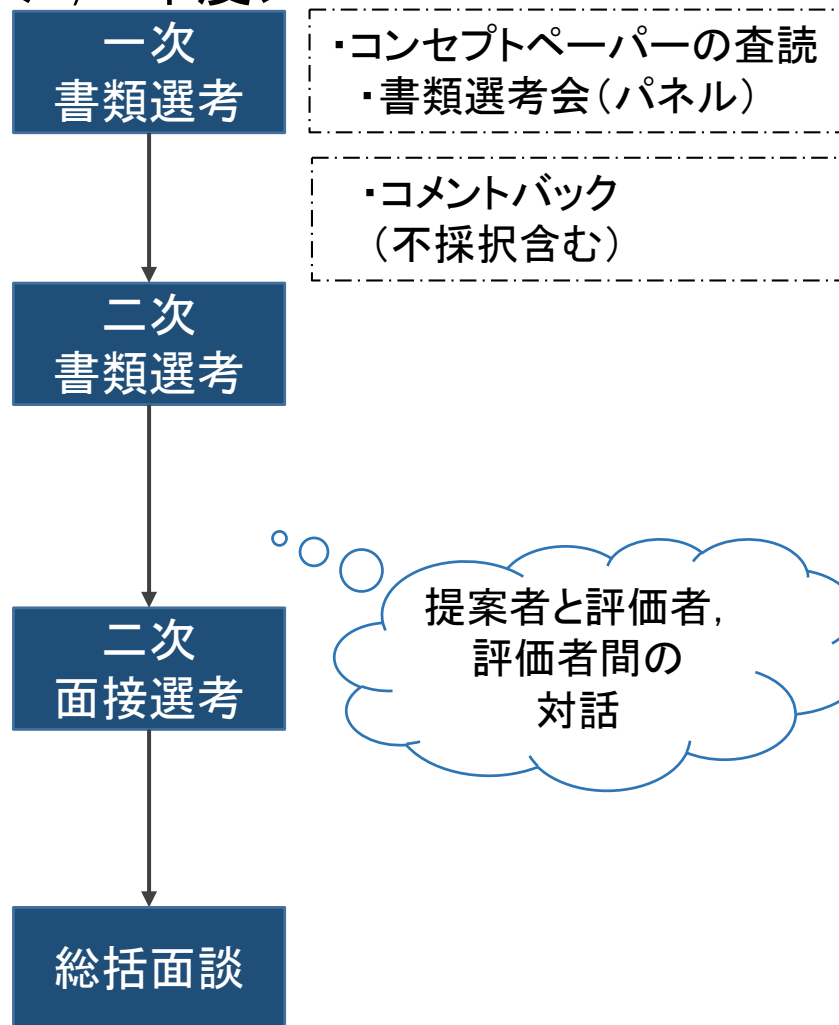 一次
書類選考
・コンセプトペーパーの査読
・書類選考会(パネル)
・コメントバック
(不採択含む)
二次
書類選考
提案者と評価者,
評価者間の
対話
二次
面接選考
総括面談